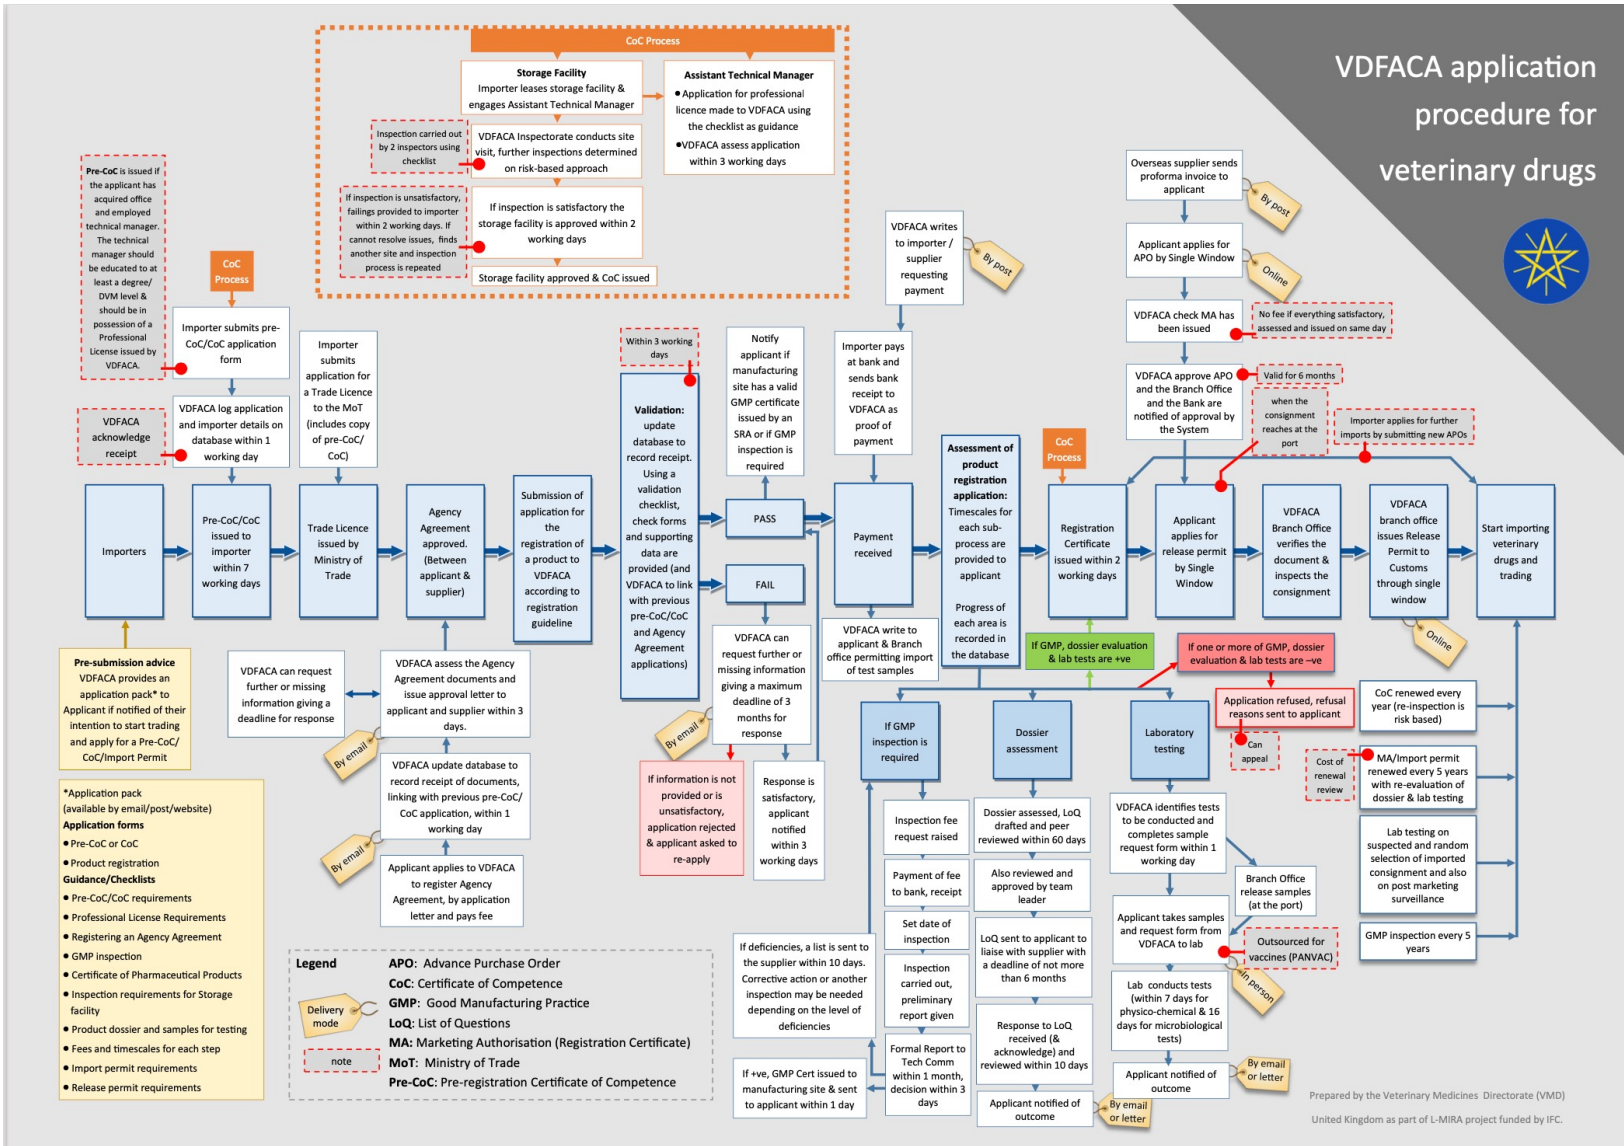 VDFACA application
procedure for
veterinary drugs
CoC Process
Storage Facility
Importer leases storage facility &
engages Assistant Technical Manager
Assistant Technical Manager
● Application for professional
licence made to VDFACA using
the checklist as guidance
●VDFACA assess application
within 3 working days
Inspection carried out
by 2 inspectors using
checklist
VDFACA Inspectorate conducts site
visit, further inspections determined
on risk-based approach
If inspection is unsatisfactory,
failings provided to importer
within 2 working days. If
cannot resolve issues, finds
another site and inspection
process is repeated
If inspection is satisfactory the
storage facility is approved within 2
working days
Storage facility approved & CoC issued
Pre-CoC is issued if
the applicant has
acquired office
and employed
technical manager.
The technical
manager should
be educated to at
least a degree/
DVM level &
should be in
possession of a
Professional
License issued by
VDFACA.
CoC
Process
Importer submits pre-
CoC/CoC application
form
VDFACA
acknowledge
receipt
VDFACA log application
and importer details on
database within 1
working day
Importer
submits
application for
a Trade Licence
to the MoT
(includes copy
of pre-CoC/
CoC)
Within 3 working
days
Notify
applicant if
manufacturing
site has a valid
GMP certificate
issued by an
SRA or if GMP
inspection is
required
VDFACA writes
to importer /
supplier
requesting
payment
By post
Importer pays
at bank and
sends bank
receipt to
VDFACA as
proof of
payment
Overseas supplier sends
proforma invoice to
applicant
By post
Applicant applies for
APO by Single Window
Online
VDFACA check MA has
been issued
No fee if everything satisfactory,
assessed and issued on same day
VDFACA approve APO
and the Branch Office
and the Bank are
notified of approval by
the System
Valid for 6 months
when the
consignment
reaches at the
port
Importer applies for further
imports by submitting new APOs
CoC
Process
Importers
Pre-CoC/CoC
issued to
importer
within 7
working days
Trade Licence
issued by
Ministry of
Trade
Agency
Agreement
approved.
(Between
applicant &
supplier)
Submission of
application for
the
registration of
a product to
VDFACA
according to
registration
guideline
Validation:
update
database to
record receipt.
Using a
validation
checklist,
check forms
and supporting
data are
provided (and
VDFACA to link
with previous
pre-CoC/CoC
and Agency
Agreement
applications)
PASS
FAIL
Payment
received
Assessment of
product
registration
application:
Timescales for
each sub-
process are
provided to
applicant
Progress of
each area is
recorded in
the database
Registration
Certificate
issued within 2
working days
Applicant
applies for
release permit
by Single
Window
VDFACA
Branch Office
verifies the
document &
inspects the
consignment
VDFACA
branch office
issues Release
Permit to
Customs
through single
window
Online
Start importing
veterinary
drugs and
trading
Pre-submission advice
VDFACA provides an
application pack* to
Applicant if notified of their
intention to start trading
and apply for a Pre-CoC/
CoC/Import Permit
VDFACA can request
further or missing
information giving a
deadline for response
VDFACA assess the Agency
Agreement documents and
issue approval letter to
applicant and supplier within 3
days.
By email
VDFACA update database to
record receipt of documents,
linking with previous pre-CoC/
CoC application, within 1
working day
By email
Applicant applies to VDFACA
to register Agency
Agreement, by application
letter and pays fee
VDFACA can
request further or
missing information
giving a maximum
deadline of 3
months for
response
By email
If information is not
provided or is
unsatisfactory,
application rejected
& applicant asked to
re-apply
Response is
satisfactory,
applicant
notified
within 3
working days
VDFACA write to
applicant & Branch
office permitting import
of test samples
If GMP, dossier evaluation
& lab tests are +ve
If one or more of GMP, dossier
evaluation & lab tests are –ve
Application refused, refusal
reasons sent to applicant
Can
appeal
CoC renewed every
year (re-inspection is
risk based)
Cost of
renewal
review
MA/Import permit
renewed every 5 years
with re-evaluation of
dossier & lab testing
Lab testing on
suspected and random
selection of imported
consignment and also
on post marketing
surveillance
GMP inspection every 5
years
If GMP
inspection is
required
Dossier
assessment
Laboratory
testing
Inspection fee
request raised
Payment of fee
to bank, receipt
Set date of
inspection
Inspection
carried out,
preliminary
report given
Formal Report to
Tech Comm
within 1 month,
decision within 3
days
If deficiencies, a list is sent to
the supplier within 10 days.
Corrective action or another
inspection may be needed
depending on the level of
deficiencies
If +ve, GMP Cert issued to
manufacturing site & sent
to applicant within 1 day
Dossier assessed, LoQ
drafted and peer
reviewed within 60 days
Also reviewed and
approved by team
leader
LoQ sent to applicant to
liaise with supplier with
a deadline of not more
than 6 months
Response to LoQ
received (&
acknowledge) and
reviewed within 10 days
Applicant notified of
outcome
By email
or letter
VDFACA identifies tests
to be conducted and
completes sample
request form within 1
working day
Branch Office
release samples
(at the port)
Applicant takes samples
and request form from
VDFACA to lab
Outsourced for
vaccines (PANVAC)
In person
Lab conducts tests
(within 7 days for
physico-chemical & 16
days for microbiological
tests)
Applicant notified of
outcome
By email
or letter
*Application pack
(available by email/post/website)
Application forms
● Pre-CoC or CoC
● Product registration
Guidance/Checklists
● Pre-CoC/CoC requirements
● Professional License Requirements
● Registering an Agency Agreement
● GMP inspection
● Certificate of Pharmaceutical Products
● Inspection requirements for Storage
facility
● Product dossier and samples for testing
● Fees and timescales for each step
● Import permit requirements
● Release permit requirements
Legend
Delivery
mode
note
APO: Advance Purchase Order
CoC: Certificate of Competence
GMP: Good Manufacturing Practice
LoQ: List of Questions
MA: Marketing Authorisation (Registration Certificate)
MoT: Ministry of Trade
Pre-CoC: Pre-registration Certificate of Competence
Prepared by the Veterinary Medicines Directorate (VMD)
United Kingdom as part of L-MIRA project funded by IFC.